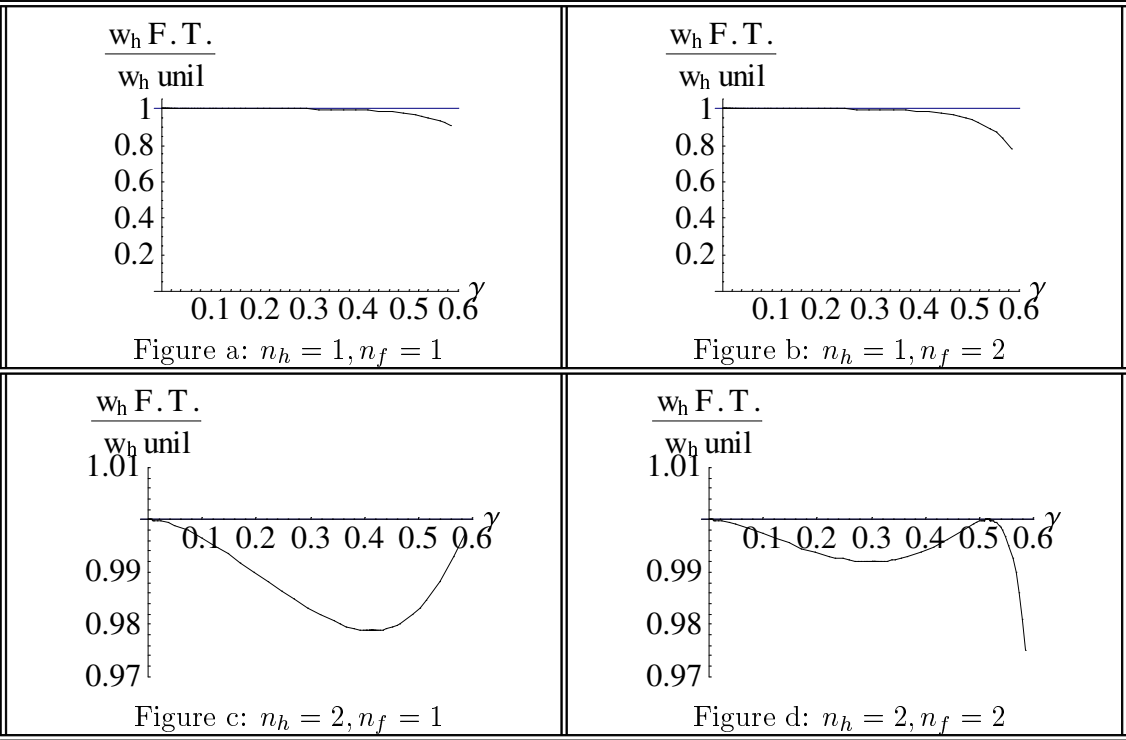 w_h F.T.
w_h unil
1
0.8
0.6
0.4
0.2
0.1 0.2 0.3 0.4 0.5 0.6
γ
Figure a: n_h = 1, n_f = 1
w_h F.T.
w_h unil
1
0.8
0.6
0.4
0.2
0.1 0.2 0.3 0.4 0.5 0.6
γ
Figure b: n_h = 1, n_f = 2
w_h F.T.
w_h unil
1.01
0.1 0.2 0.3 0.4 0.5 0.6
γ
0.99
0.98
0.97
Figure c: n_h = 2, n_f = 1
w_h F.T.
w_h unil
1.01
0.1 0.2 0.3 0.4 0.5 0.6
γ
0.99
0.98
0.97
Figure d: n_h = 2, n_f = 2